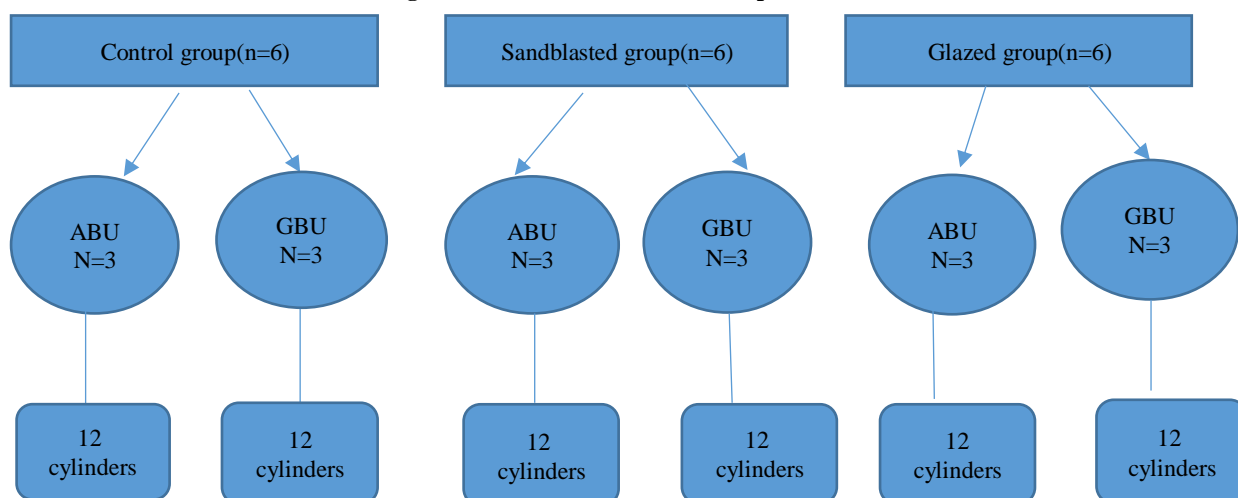 Control group(n=6)
Sandblasted group(n=6)
Glazed group(n=6)
ABU
N=3
GBU
N=3
ABU
N=3
GBU
N=3
ABU
N=3
GBU
N=3
12
cylinders
12
cylinders
12
cylinders
12
cylinders
12
cylinders
12
cylinders